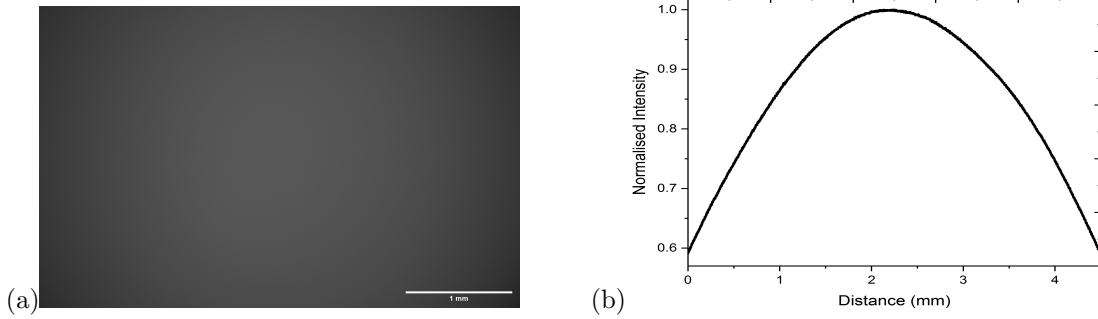 (a)
1 mm
1.0
0.9
0.8
0.7
0.6
Normalised Intensity
0 1 2 3 4
Distance (mm)
(b)